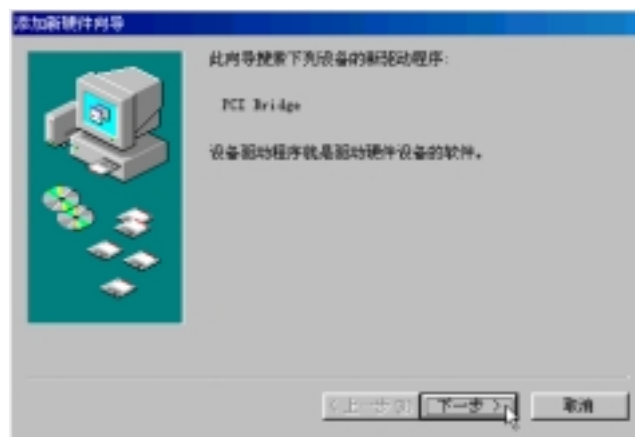 添加新硬件向导
此向导搜索下列设备的新驱动程序:
PCI Bridge
设备驱动程序就是驱动硬件设备的软件。
<上一步(B) 下一步 > 取消